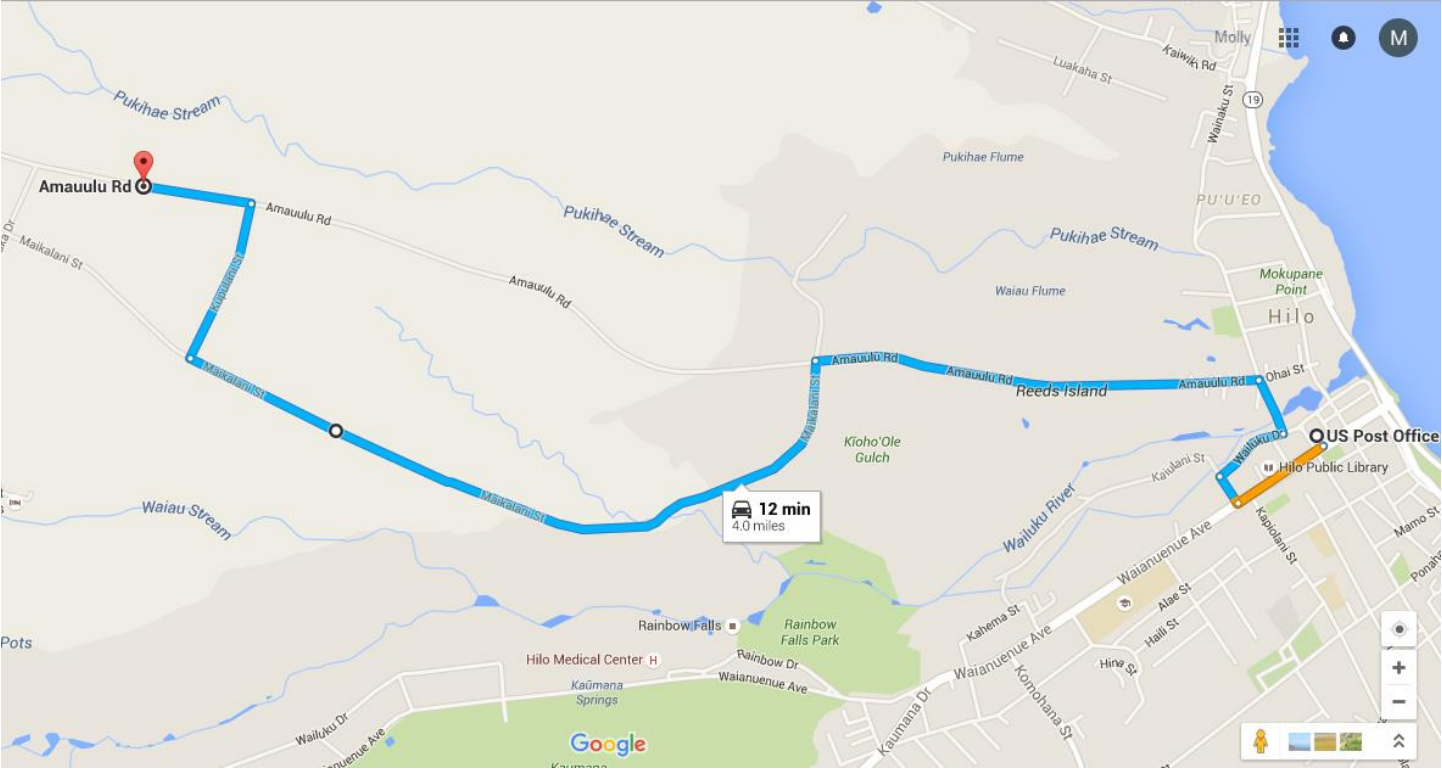 Molly
M
Kaiwiki Rd
Luakaha St
19
Wainaku St
Pukihae Stream
Pukihae Flume
Amauulu Rd
PU'U'EO
Amauulu Rd
Pukihae Stream
Pukihae Stream
Maikalani St
Kupulani St
Mokupane
Point
Amauulu Rd
Waiau Flume
Hilo
Amauulu Rd
Amauulu Rd
Amauulu Rd
Ohai St
Maikalani St
Reeds Island
Maikalani St
Kīoho'Ole
Gulch
Wailuku Dr
US Post Office
Kaiulani St
Hilo Public Library
Maikalani St
12 min
4.0 miles
Waiau Stream
Wailuku River
Kapiolani St
Mamo St
Waianuenue Ave
Alae St
Haili St
Rainbow Falls
Rainbow
Falls Park
Kahema St
Pots
Hilo Medical Center H
Rainbow Dr
Waianuenue Ave
Waianuenue Ave
Kaūmana
Springs
Komohana St
Wailuku Dr
Kaumana Dr
Google